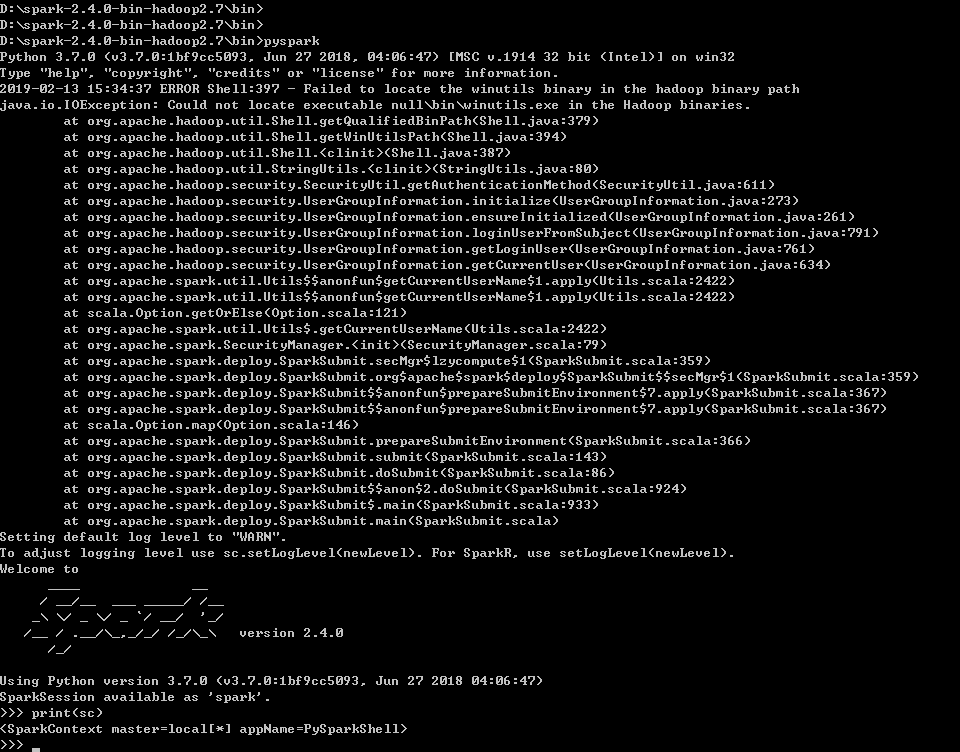 D:\spark-2.4.0-bin-hadoop2.7\bin>
D:\spark-2.4.0-bin-hadoop2.7\bin>
D:\spark-2.4.0-bin-hadoop2.7\bin>pyspark
Python 3.7.0 (v3.7.0:1bf9cc5093, Jun 27 2018, 04:06:47) [MSC v.1914 32 bit (Intel)] on win32
Type "help", "copyright", "credits" or "license" for more information.
2019-02-13 15:34:37 ERROR Shell:397 - Failed to locate the winutils binary in the hadoop binary path
java.io.IOException: Could not locate executable null\bin\winutils.exe in the Hadoop binaries.
        at org.apache.hadoop.util.Shell.getQualifiedBinPath(Shell.java:379)
        at org.apache.hadoop.util.Shell.getWinUtilsPath(Shell.java:394)
        at org.apache.hadoop.util.Shell.<clinit>(Shell.java:387)
        at org.apache.hadoop.util.StringUtils.<clinit>(StringUtils.java:80)
        at org.apache.hadoop.security.SecurityUtil.getAuthenticationMethod(SecurityUtil.java:611)
        at org.apache.hadoop.security.UserGroupInformation.initialize(UserGroupInformation.java:273)
        at org.apache.hadoop.security.UserGroupInformation.ensureInitialized(UserGroupInformation.java:261)
        at org.apache.hadoop.security.UserGroupInformation.loginUserFromSubject(UserGroupInformation.java:791)
        at org.apache.hadoop.security.UserGroupInformation.getLoginUser(UserGroupInformation.java:761)
        at org.apache.hadoop.security.UserGroupInformation.getCurrentUser(UserGroupInformation.java:634)
        at org.apache.spark.util.Utils$$anonfun$getCurrentUserName$1.apply(Utils.scala:2422)
        at org.apache.spark.util.Utils$$anonfun$getCurrentUserName$1.apply(Utils.scala:2422)
        at scala.Option.getOrElse(Option.scala:121)
        at org.apache.spark.util.Utils$.getCurrentUserName(Utils.scala:2422)
        at org.apache.spark.SecurityManager.<init>(SecurityManager.scala:79)
        at org.apache.spark.deploy.SparkSubmit.secMgr$lzycompute$1(SparkSubmit.scala:359)
        at org.apache.spark.deploy.SparkSubmit.org$apache$spark$deploy$SparkSubmit$$secMgr$1(SparkSubmit.scala:359)
        at org.apache.spark.deploy.SparkSubmit$$anonfun$prepareSubmitEnvironment$7.apply(SparkSubmit.scala:367)
        at org.apache.spark.deploy.SparkSubmit$$anonfun$prepareSubmitEnvironment$7.apply(SparkSubmit.scala:367)
        at scala.Option.map(Option.scala:146)
        at org.apache.spark.deploy.SparkSubmit.prepareSubmitEnvironment(SparkSubmit.scala:366)
        at org.apache.spark.deploy.SparkSubmit.submit(SparkSubmit.scala:143)
        at org.apache.spark.deploy.SparkSubmit.doSubmit(SparkSubmit.scala:86)
        at org.apache.spark.deploy.SparkSubmit$$anon$2.doSubmit(SparkSubmit.scala:924)
        at org.apache.spark.deploy.SparkSubmit$.main(SparkSubmit.scala:933)
        at org.apache.spark.deploy.SparkSubmit.main(SparkSubmit.scala)
Setting default log level to "WARN".
To adjust logging level use sc.setLogLevel(newLevel). For SparkR, use setLogLevel(newLevel).
Welcome to
Spark version 2.4.0
Using Python version 3.7.0 (v3.7.0:1bf9cc5093, Jun 27 2018 04:06:47)
SparkSession available as 'spark'.
>>> print(sc)
<SparkContext master=local[*] appName=PySparkShell>
>>> _